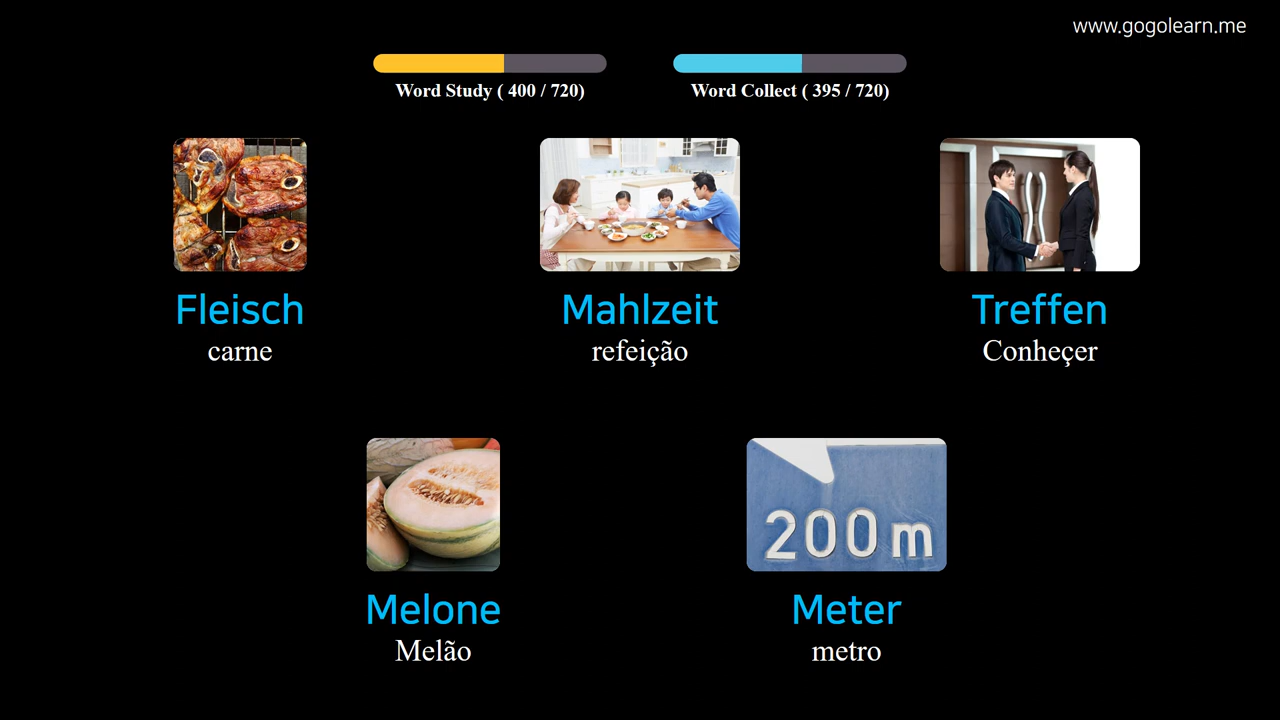 www.gogolearn.me
Word Study ( 400 / 720)
Word Collect ( 395 / 720)
Fleisch
carne
Mahlzeit
refeição
Treffen
Conheçer
Melone
Melão
200 m
Meter
metro